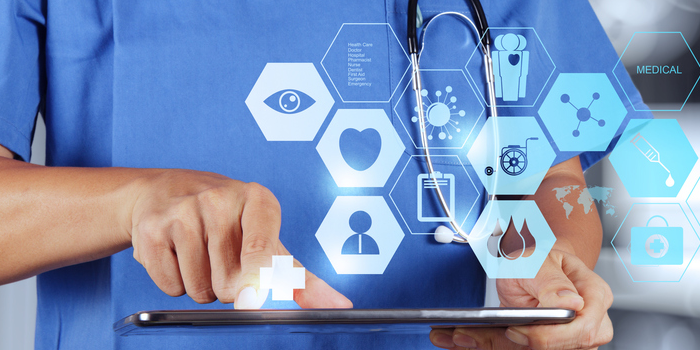 Health Care
Doctor
Hospital
Pharmacist
Nurse
Dentist
First Aid
Surgeon
Emergency
MEDICAL